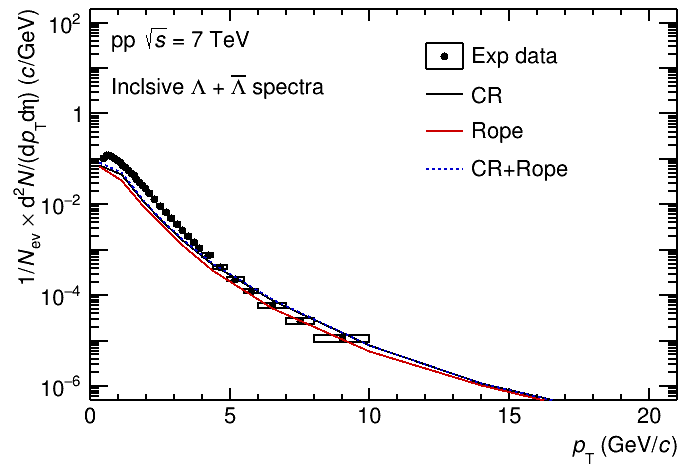 pp √s = 7 TeV
Inclsive Λ + Λ̅ spectra
Exp data
CR
Rope
CR+Rope
1/N_ev × d²N/(dp_T dη) (c/GeV)
10²
1
10⁻²
10⁻⁴
10⁻⁶
0 5 10 15 20
p_T (GeV/c)